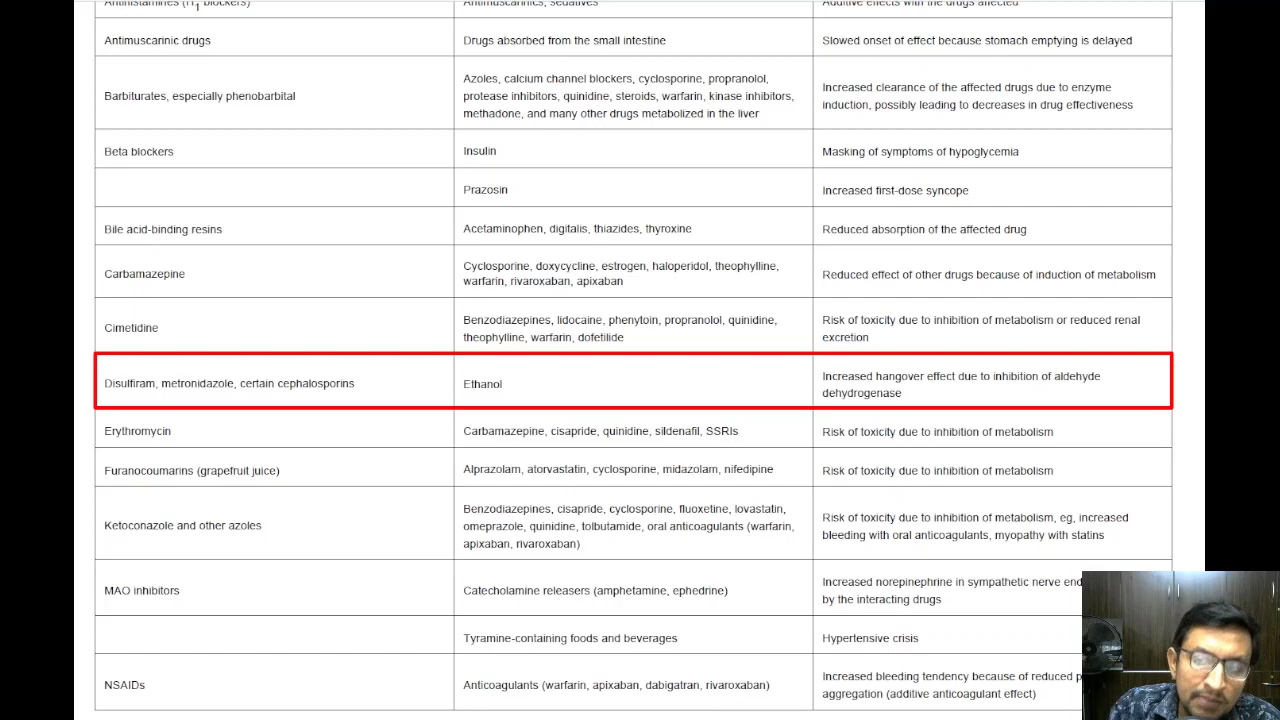 Antihistamines (H1 blockers)
Antimuscarinics, sedatives
Additive effects with the drugs affected
Antimuscarinic drugs
Drugs absorbed from the small intestine
Slowed onset of effect because stomach emptying is delayed
Barbiturates, especially phenobarbital
Azoles, calcium channel blockers, cyclosporine, propranolol,
protease inhibitors, quinidine, steroids, warfarin, kinase inhibitors,
methadone, and many other drugs metabolized in the liver
Increased clearance of the affected drugs due to enzyme
induction, possibly leading to decreases in drug effectiveness
Beta blockers
Insulin
Masking of symptoms of hypoglycemia
Prazosin
Increased first-dose syncope
Bile acid-binding resins
Acetaminophen, digitalis, thiazides, thyroxine
Reduced absorption of the affected drug
Carbamazepine
Cyclosporine, doxycycline, estrogen, haloperidol, theophylline,
warfarin, rivaroxaban, apixaban
Reduced effect of other drugs because of induction of metabolism
Cimetidine
Benzodiazepines, lidocaine, phenytoin, propranolol, quinidine,
theophylline, warfarin, dofetilide
Risk of toxicity due to inhibition of metabolism or reduced renal
excretion
Disulfiram, metronidazole, certain cephalosporins
Ethanol
Increased hangover effect due to inhibition of aldehyde
dehydrogenase
Erythromycin
Carbamazepine, cisapride, quinidine, sildenafil, SSRIs
Risk of toxicity due to inhibition of metabolism
Furanocoumarins (grapefruit juice)
Alprazolam, atorvastatin, cyclosporine, midazolam, nifedipine
Risk of toxicity due to inhibition of metabolism
Ketoconazole and other azoles
Benzodiazepines, cisapride, cyclosporine, fluoxetine, lovastatin,
omeprazole, quinidine, tolbutamide, oral anticoagulants (warfarin,
apixaban, rivaroxaban)
Risk of toxicity due to inhibition of metabolism, eg, increased
bleeding with oral anticoagulants, myopathy with statins
MAO inhibitors
Catecholamine releasers (amphetamine, ephedrine)
Increased norepinephrine in sympathetic nerve
by the interacting drugs
Tyramine-containing foods and beverages
Hypertensive crisis
NSAIDs
Anticoagulants (warfarin, apixaban, dabigatran, rivaroxaban)
Increased bleeding tendency because of reduced
aggregation (additive anticoagulant effect)